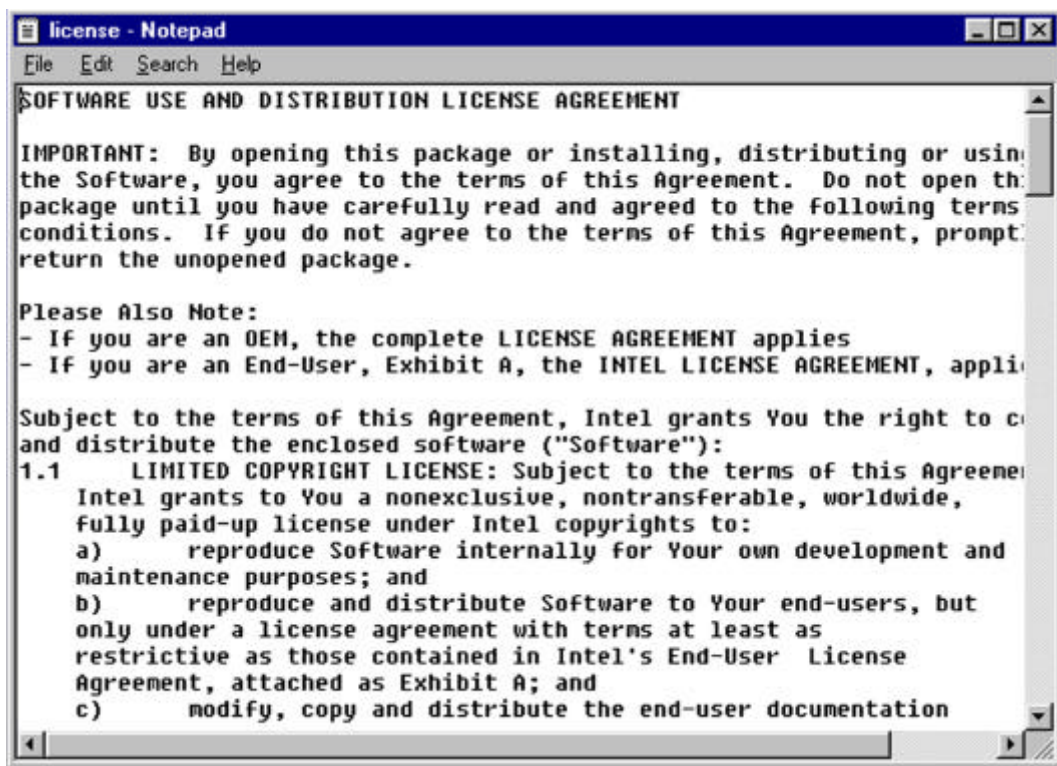 license - Notepad
File Edit Search Help
SOFTWARE USE AND DISTRIBUTION LICENSE AGREEMENT
IMPORTANT:  By opening this package or installing, distributing or usin
the Software, you agree to the terms of this Agreement.  Do not open th
package until you have carefully read and agreed to the following terms
conditions.  If you do not agree to the terms of this Agreement, prompt
return the unopened package.
Please Also Note:
- If you are an OEM, the complete LICENSE AGREEMENT applies
- If you are an End-User, Exhibit A, the INTEL LICENSE AGREEMENT, appli
Subject to the terms of this Agreement, Intel grants You the right to c
and distribute the enclosed software ("Software"):
1.1 LIMITED COPYRIGHT LICENSE: Subject to the terms of this Agreeme
Intel grants to You a nonexclusive, nontransferable, worldwide,
fully paid-up license under Intel copyrights to:
a) reproduce Software internally for Your own development and
maintenance purposes; and
b) reproduce and distribute Software to Your end-users, but
only under a license agreement with terms at least as
restrictive as those contained in Intel's End-User  License
Agreement, attached as Exhibit A; and
c) modify, copy and distribute the end-user documentation